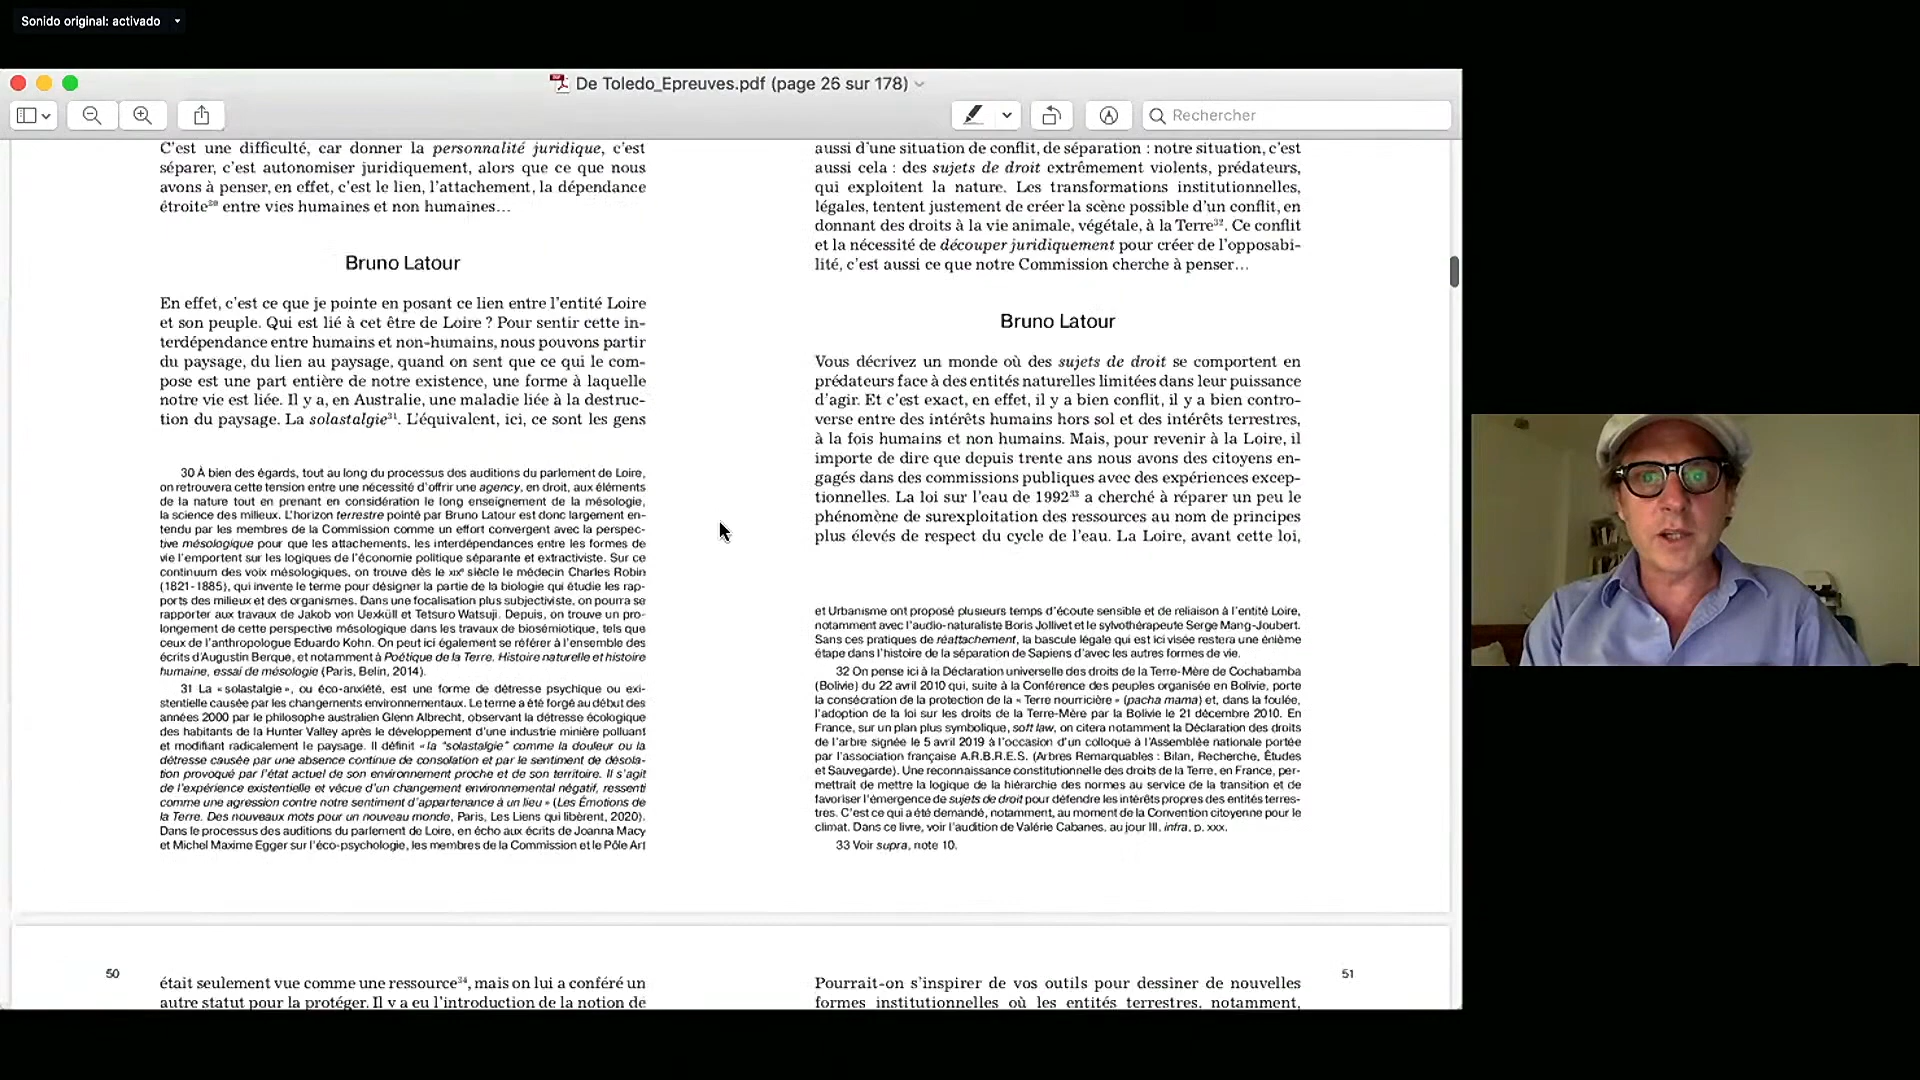 Sonido original: activado
De Toledo_Epreuves.pdf (page 26 sur 178)
Rechercher
C'est une difficulté, car donner la personnalité juridique, c'est
séparer, c'est autonomiser juridiquement, alors que ce que nous
avons à penser, en effet, c'est le lien, l'attachement, la dépendance
étroite³⁰ entre vies humaines et non humaines…
Bruno Latour
En effet, c'est ce que je pointe en posant ce lien entre l'entité Loire
et son peuple. Qui est lié à cet être de Loire ? Pour sentir cette in-
terdépendance entre humains et non-humains, nous pouvons partir
du paysage, du lien au paysage, quand on sent que ce qui le com-
pose est une part entière de notre existence, une forme à laquelle
notre vie est liée. Il y a, en Australie, une maladie liée à la destruc-
tion du paysage. La solastalgie³¹. L'équivalent, ici, ce sont les gens
30 À bien des égards, tout au long du processus des auditions du parlement de Loire,
on retrouvera cette tension entre une nécessité d'offrir une agency, en droit, aux éléments
de la nature tout en prenant en considération le long enseignement de la mésologie,
la science des milieux. L'horizon terrestre pointé par Bruno Latour est donc largement en-
tendu par les membres de la Commission comme un effort convergent avec la perspec-
tive mésologique pour que les attachements, les interdépendances entre les formes de
vie l'emportent sur les logiques de l'économie politique séparante et extractiviste. Sur ce
continuum des voix mésologiques, on trouve dès le XIXᵉ siècle le médecin Charles Robin
(1821-1885), qui invente le terme pour désigner la partie de la biologie qui étudie les rap-
ports des milieux et des organismes. Dans une focalisation plus subjectiviste, on pourra se
rapporter aux travaux de Jakob von Uexküll et Tetsuro Watsuji. Depuis, on trouve un pro-
longement de cette perspective mésologique dans les travaux de biosémiotique, tels que
ceux de l'anthropologue Eduardo Kohn. On peut ici également se référer à l'ensemble des
écrits d'Augustin Berque, et notamment à Poétique de la Terre. Histoire naturelle et histoire
humaine, essai de mésologie (Paris, Belin, 2014).
31 La « solastalgie », ou éco-anxiété, est une forme de détresse psychique ou exi-
stentielle causée par les changements environnementaux. Le terme a été forgé au début des
années 2000 par le philosophe australien Glenn Albrecht, observant la détresse écologique
des habitants de la Hunter Valley après le développement d'une industrie minière polluant
et modifiant radicalement le paysage. Il définit « la "solastalgie" comme la douleur ou la
détresse causée par une absence continue de consolation et par le sentiment de désola-
tion provoqué par l'état actuel de son environnement proche et de son territoire. Il s'agit
de l'expérience existentielle et vécue d'un changement environnemental négatif, ressenti
comme une agression contre notre sentiment d'appartenance à un lieu » (Les Émotions de
la Terre. Des nouveaux mots pour un nouveau monde, Paris, Les Liens qui libèrent, 2020).
Dans le processus des auditions du parlement de Loire, en écho aux écrits de Joanna Macy
et Michel Maxime Egger sur l'éco-psychologie, les membres de la Commission et le Pôle Art
aussi d'une situation de conflit, de séparation : notre situation, c'est
aussi cela : des sujets de droit extrêmement violents, prédateurs,
qui exploitent la nature. Les transformations institutionnelles,
légales, tentent justement de créer la scène possible d'un conflit, en
donnant des droits à la vie animale, végétale, à la Terre³². Ce conflit
et la nécessité de découper juridiquement pour créer de l'opposabi-
lité, c'est aussi ce que notre Commission cherche à penser…
Bruno Latour
Vous décrivez un monde où des sujets de droit se comportent en
prédateurs face à des entités naturelles limitées dans leur puissance
d'agir. Et c'est exact, en effet, il y a bien conflit, il y a bien contro-
verse entre des intérêts humains hors sol et des intérêts terrestres,
à la fois humains et non humains. Mais, pour revenir à la Loire, il
importe de dire que depuis trente ans nous avons des citoyens en-
gagés dans des commissions publiques avec des expériences excep-
tionnelles. La loi sur l'eau de 1992³³ a cherché à réparer un peu le
phénomène de surexploitation des ressources au nom de principes
plus élevés de respect du cycle de l'eau. La Loire, avant cette loi,
et Urbanisme ont proposé plusieurs temps d'écoute sensible et de reliaison à l'entité Loire,
notamment avec l'audio-naturaliste Boris Jollivet et le sylvothérapeute Serge Mang-Joubert.
Sans ces pratiques de réattachement, la bascule légale qui est ici visée restera une énième
étape dans l'histoire de la séparation de Sapiens d'avec les autres formes de vie.
32 On pense ici à la Déclaration universelle des droits de la Terre-Mère de Cochabamba
(Bolivie) du 22 avril 2010 qui, suite à la Conférence des peuples organisée en Bolivie, porte
la consécration de la protection de la « Terre nourricière » (pacha mama) et, dans la foulée,
l'adoption de la loi sur les droits de la Terre-Mère par la Bolivie le 21 décembre 2010. En
France, sur un plan plus symbolique, soft law, on citera notamment la Déclaration des droits
de l'arbre signée le 5 avril 2019 à l'occasion d'un colloque à l'Assemblée nationale portée
par l'association française A.R.B.R.E.S. (Arbres Remarquables : Bilan, Recherche, Études
et Sauvegarde). Une reconnaissance constitutionnelle des droits de la Terre, en France, per-
mettrait de mettre la logique de la hiérarchie des normes au service de la transition et de
favoriser l'émergence de sujets de droit pour défendre les intérêts propres des entités terres-
tres. C'est ce qui a été demandé, notamment, au moment de la Convention citoyenne pour le
climat. Dans ce livre, voir l'audition de Valérie Cabanes, au jour III, infra, p. xxx.
33 Voir supra, note 10.
50
était seulement vue comme une ressource³⁴, mais on lui a conféré un
autre statut pour la protéger. Il y a eu l'introduction de la notion de
51
Pourrait-on s'inspirer de vos outils pour dessiner de nouvelles
formes institutionnelles où les entités terrestres, notamment,